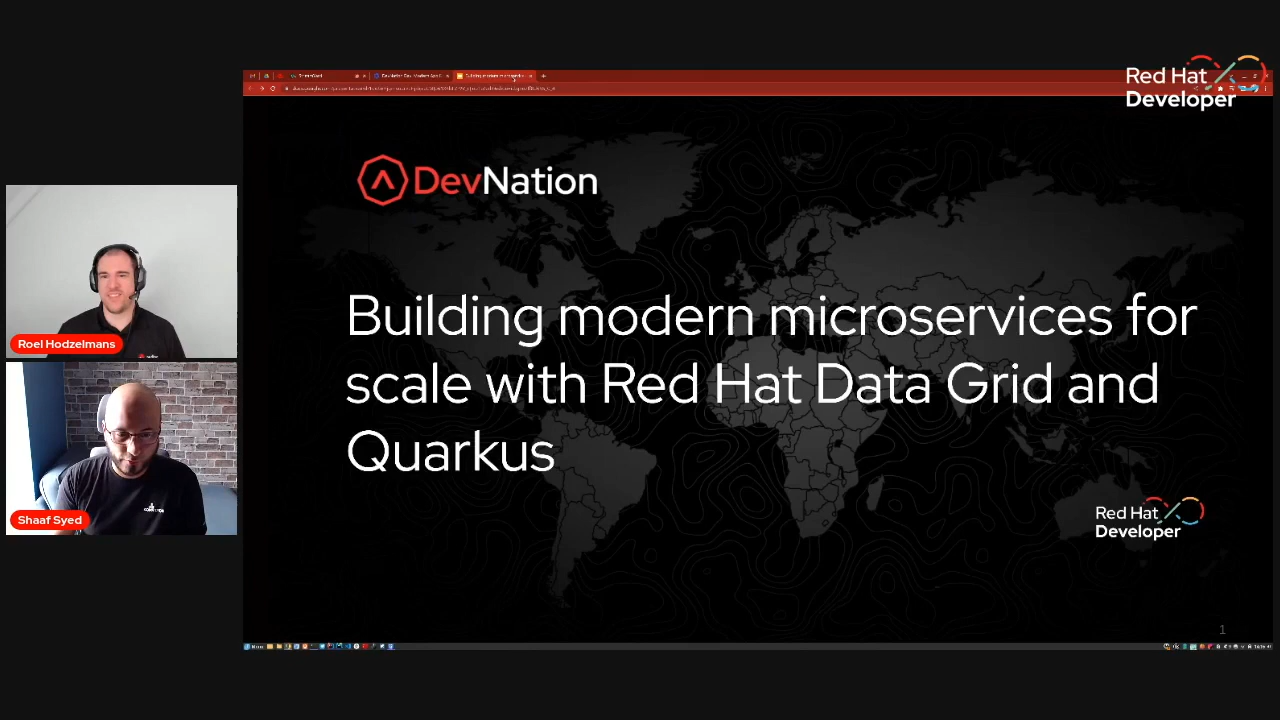 Red Hat
Developer
DevNation
Building modern microservices for
scale with Red Hat Data Grid and
Quarkus
Roel Hodzelmans
Shaaf Syed
Red Hat
Developer
1